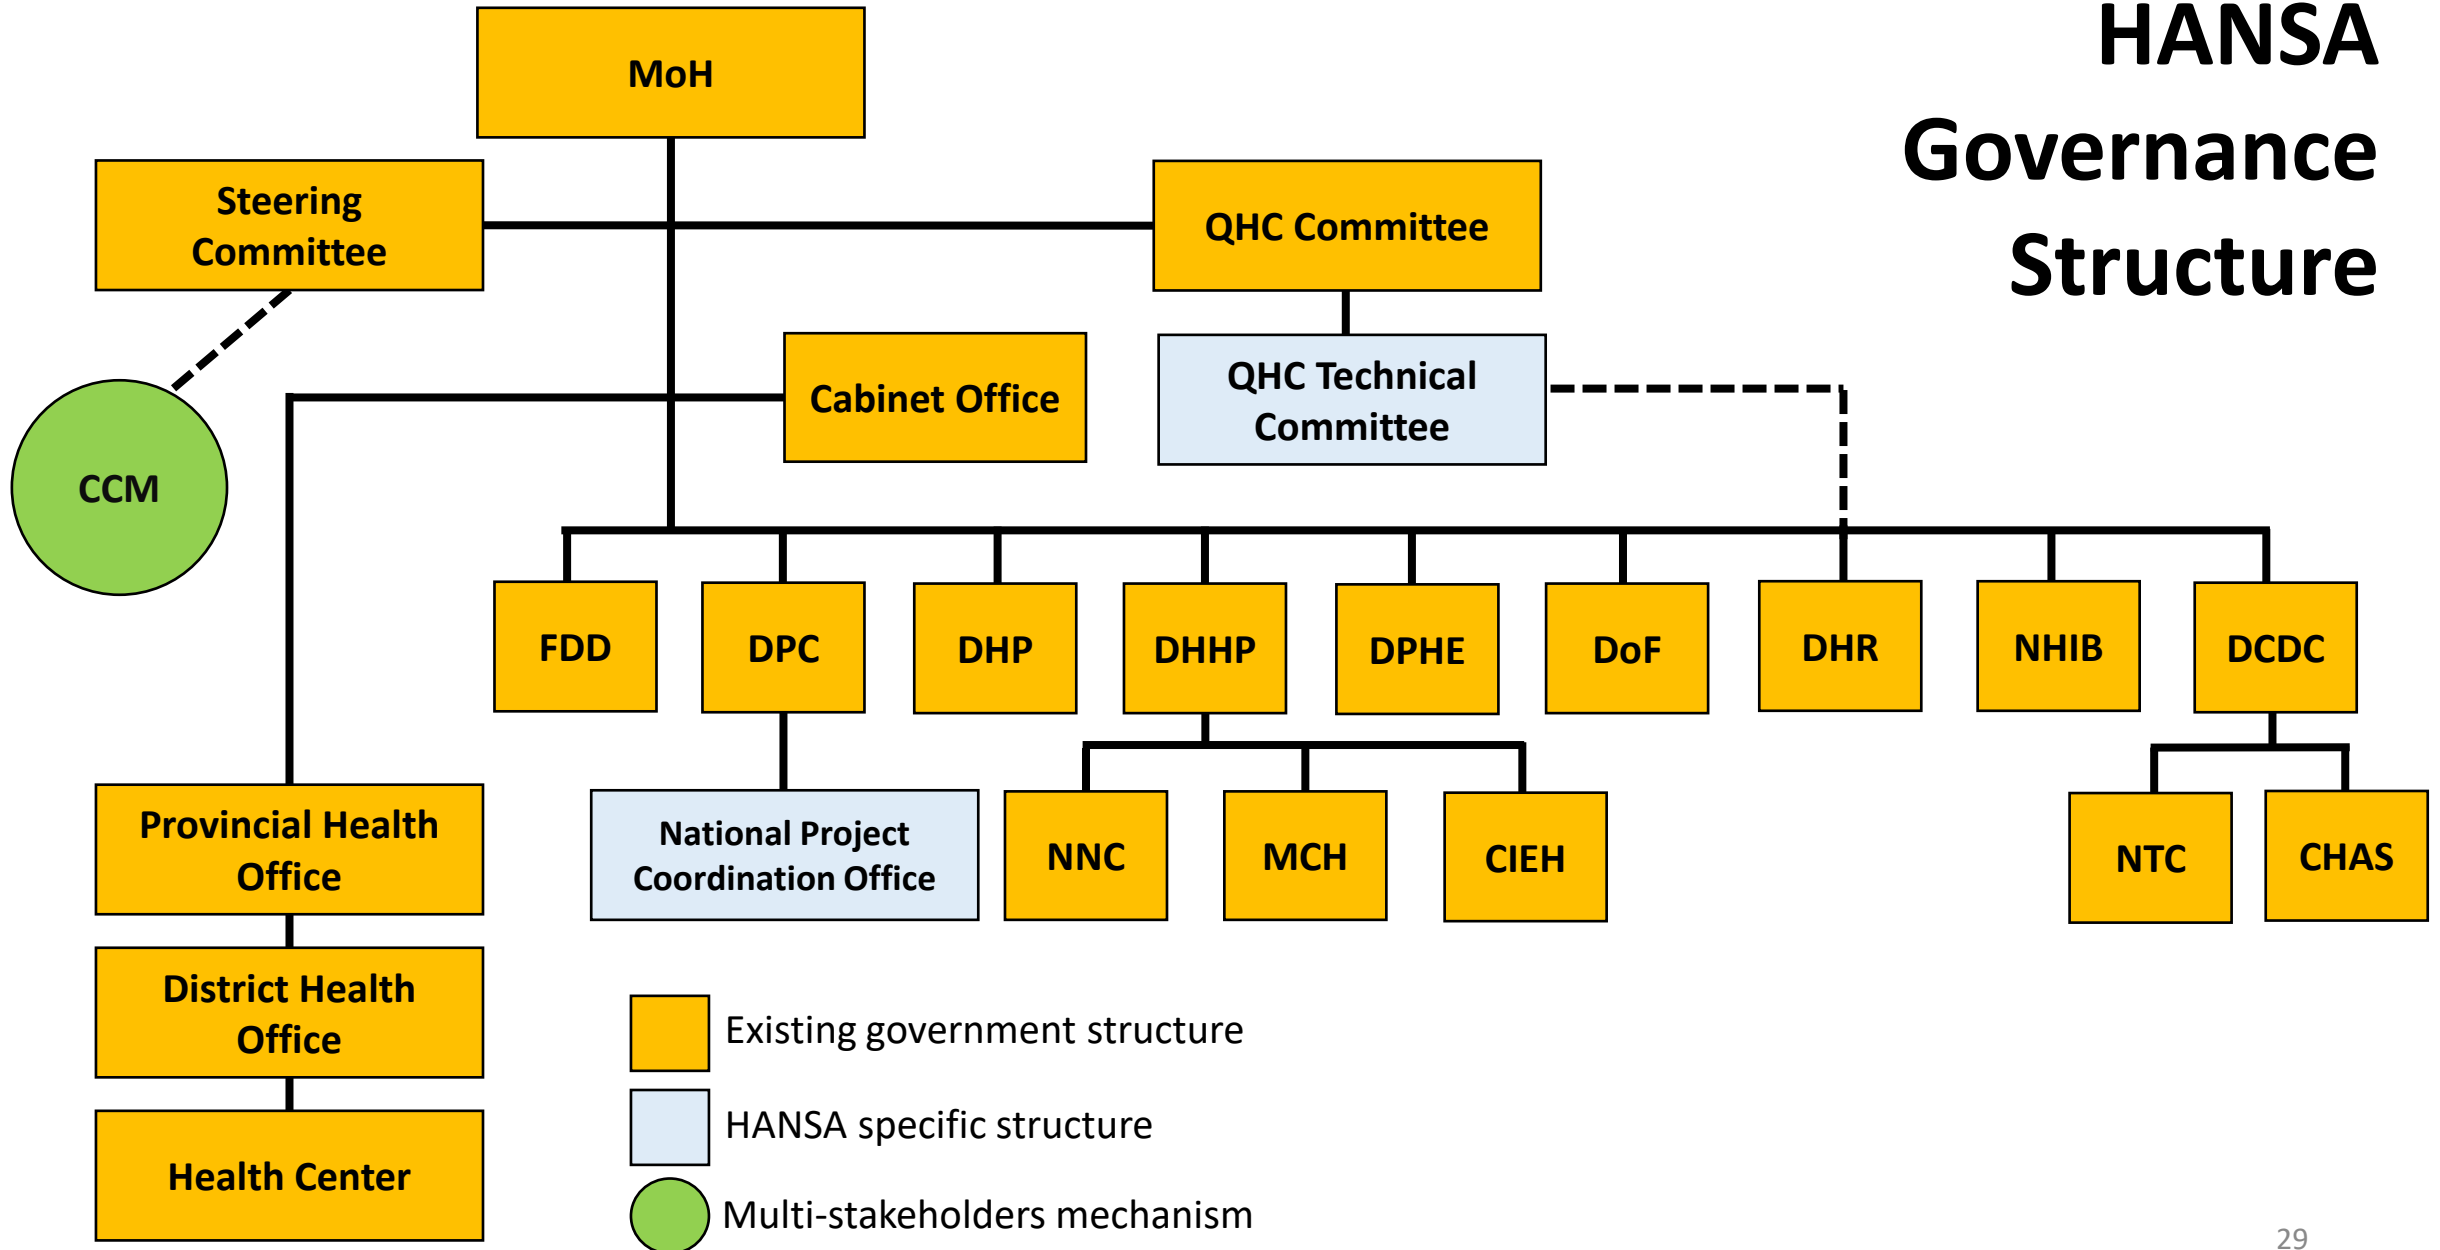 HANSA
Governance
Structure
MoH
Steering
Committee
QHC Committee
Cabinet Office
QHC Technical
Committee
CCM
FDD
DPC
DHP
DHHP
DPHE
DoF
DHR
NHIB
DCDC
Provincial Health
Office
National Project
Coordination Office
NNC
MCH
CIEH
NTC
CHAS
District Health
Office
Health Center
Existing government structure
HANSA specific structure
Multi-stakeholders mechanism
29